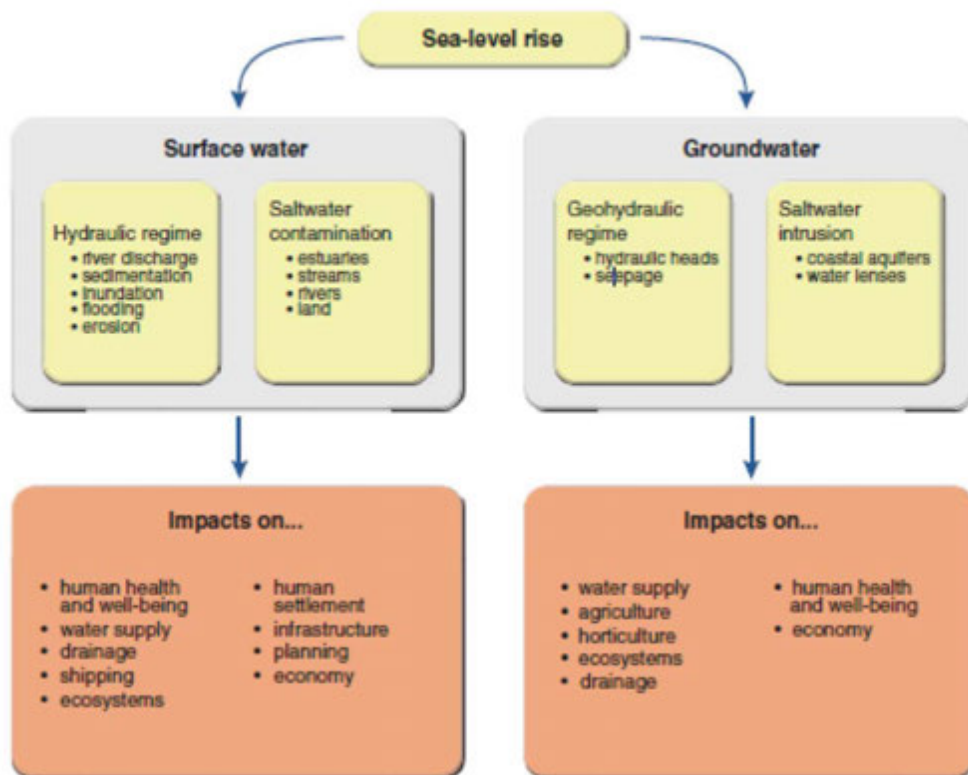 Sea-level rise
Surface water
Hydraulic regime
• river discharge
• sedimentation
• inundation
• flooding
• erosion
Saltwater
contamination
• estuaries
• streams
• rivers
• land
Groundwater
Geohydraulic
regime
• hydraulic heads
• seepage
Saltwater
intrusion
• coastal aquifers
• water lenses
Impacts on...
• human health
and well-being
• water supply
• drainage
• shipping
• ecosystems
• human
settlement
• infrastructure
• planning
• economy
Impacts on...
• water supply
• agriculture
• horticulture
• ecosystems
• drainage
• human health
and well-being
• economy